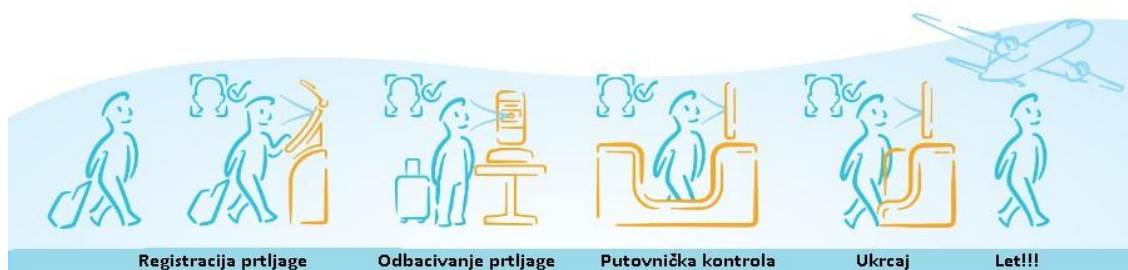 Registracija prtljage
Odbacivanje prtljage
Putovnička kontrola
Ukrcaj
Let!!!